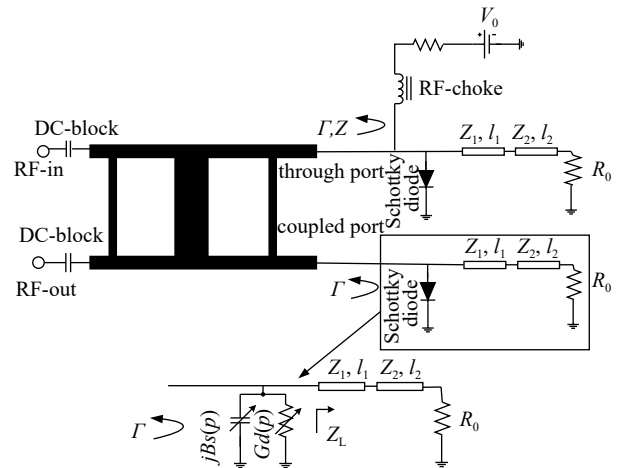 V0
RF-choke
DC-block
Γ,Z
Z1, l1
Z2, l2
RF-in
through port
Schottky
diode
R0
coupled port
DC-block
Z1, l1
Z2, l2
RF-out
Γ
Schottky
diode
R0
Z1, l1
Z2, l2
Γ
jBs(p)
Gd(p)
ZL
R0